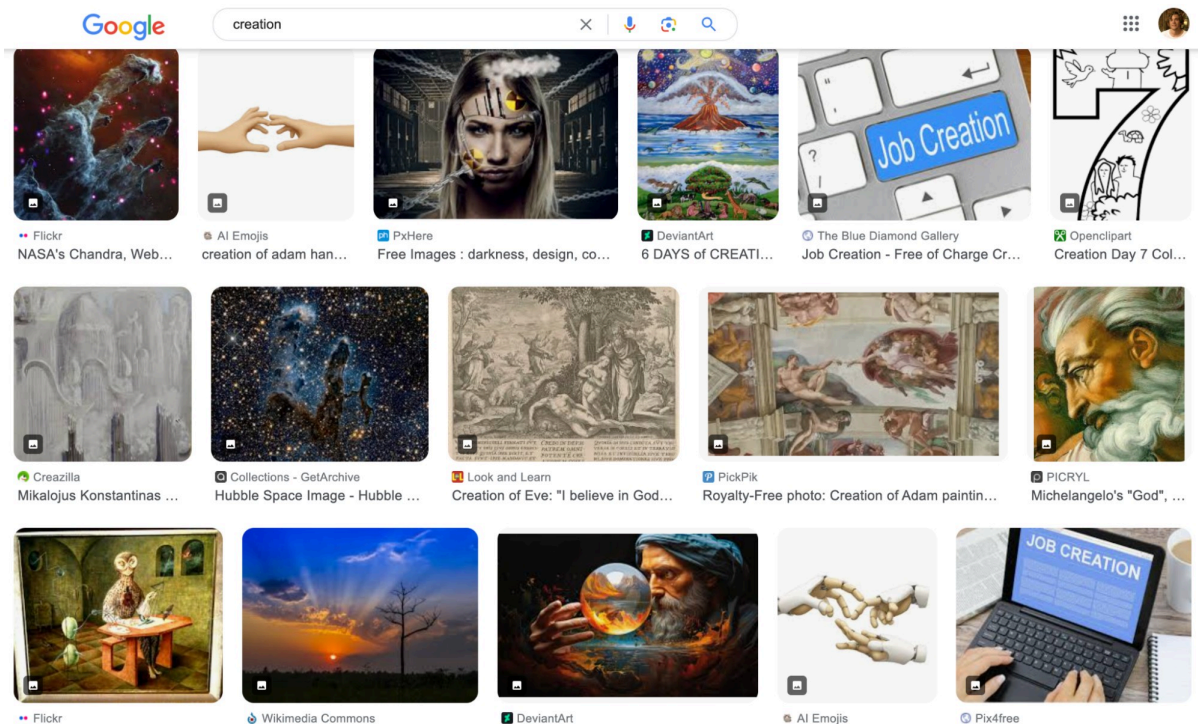 Google
creation
Job Creation
7
Flickr
NASA's Chandra, Web...
AI Emojis
creation of adam han...
PxHere
Free Images : darkness, design, co...
DeviantArt
6 DAYS of CREATI...
The Blue Diamond Gallery
Job Creation - Free of Charge Cr...
Openclipart
Creation Day 7 Col...
Creazilla
Mikalojus Konstantinas ...
Collections - GetArchive
Hubble Space Image - Hubble ...
Look and Learn
Creation of Eve: "I believe in God...
PickPik
Royalty-Free photo: Creation of Adam paintin...
PICRYL
Michelangelo's "God", ...
JOB CREATION
Flickr
Wikimedia Commons
DeviantArt
AI Emojis
Pix4free